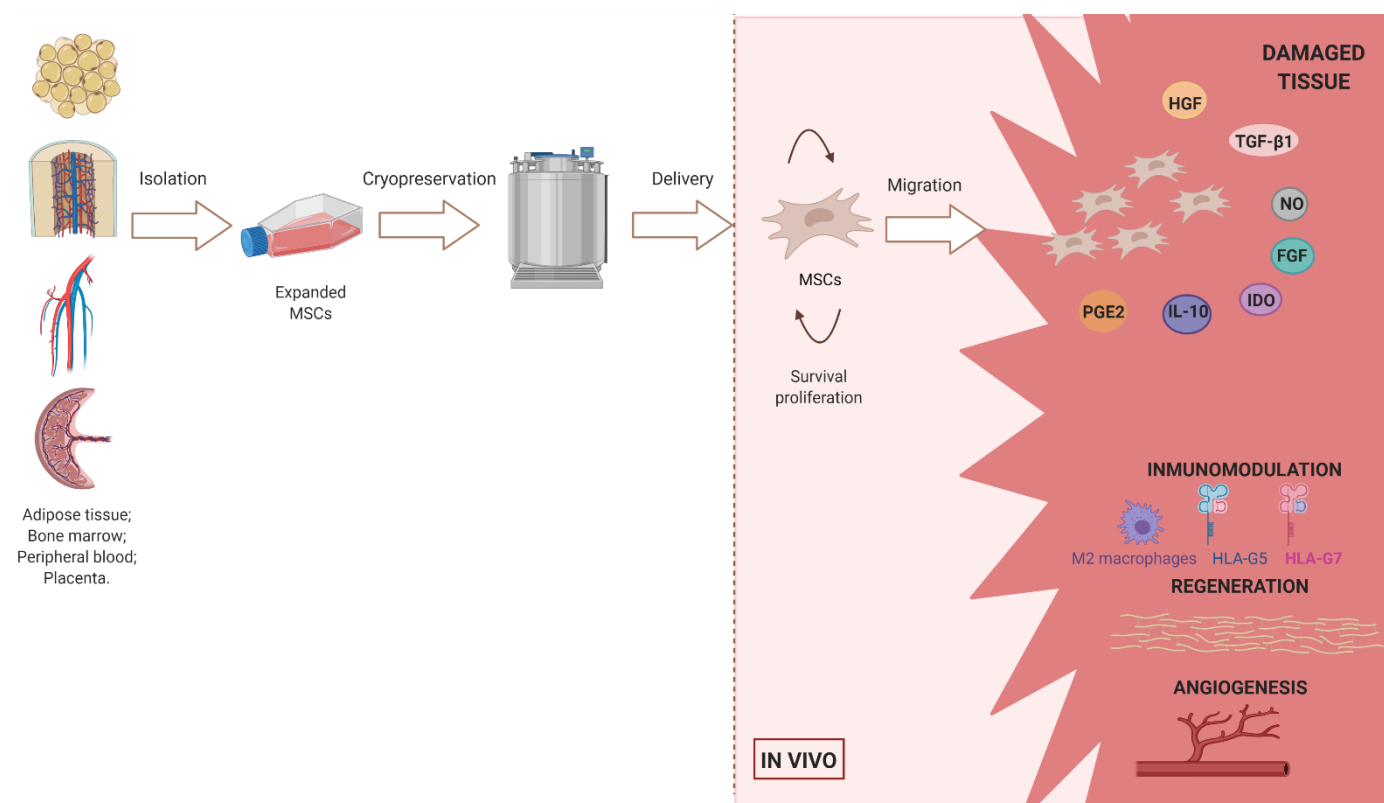 Adipose tissue;
Bone marrow;
Peripheral blood;
Placenta.
Isolation
Expanded
MSCs
Cryopreservation
Delivery
MSCs
Survival
proliferation
Migration
IN VIVO
DAMAGED
TISSUE
HGF
TGF-β1
NO
FGF
IDO
IL-10
PGE2
INMUNOMODULATION
M2 macrophages
HLA-G5
HLA-G7
REGENERATION
ANGIOGENESIS